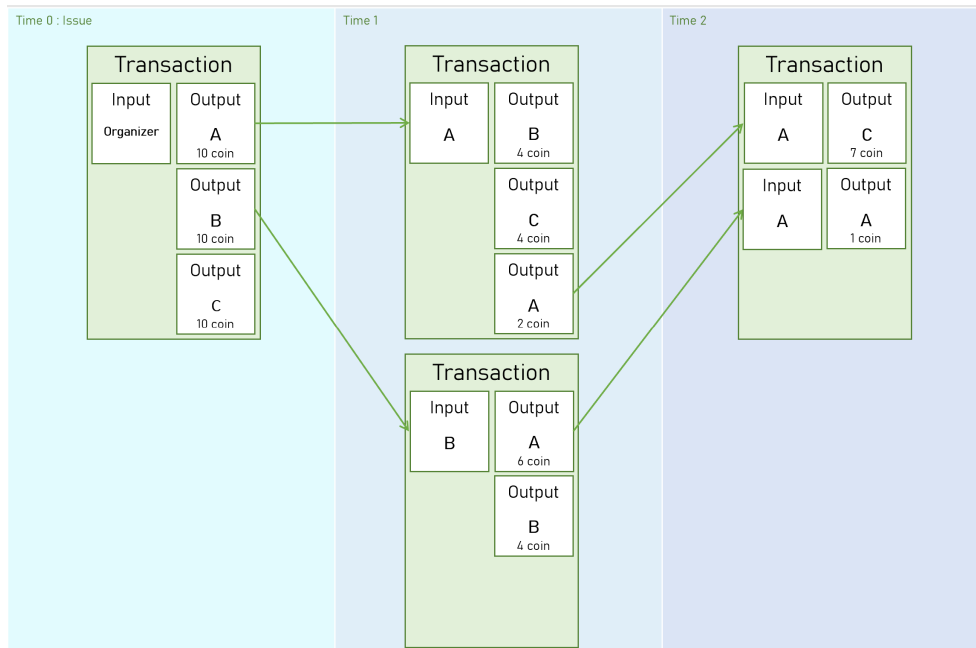 Time 0 : Issue
Transaction
Input
Organizer
Output
A
10 coin
Output
B
10 coin
Output
C
10 coin
Time 1
Transaction
Input
A
Output
B
4 coin
Output
C
4 coin
Output
A
2 coin
Transaction
Input
B
Output
A
6 coin
Output
B
4 coin
Time 2
Transaction
Input
A
Output
C
7 coin
Input
A
Output
A
1 coin